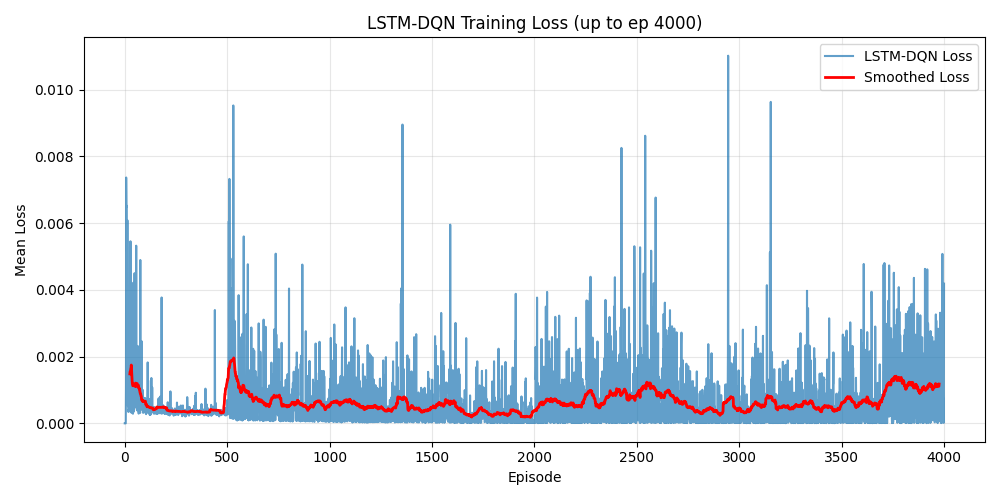 LSTM-DQN Training Loss (up to ep 4000)
LSTM-DQN Loss
Smoothed Loss
Mean Loss
0.010
0.008
0.006
0.004
0.002
0.000
0 500 1000 1500 2000 2500 3000 3500 4000
Episode